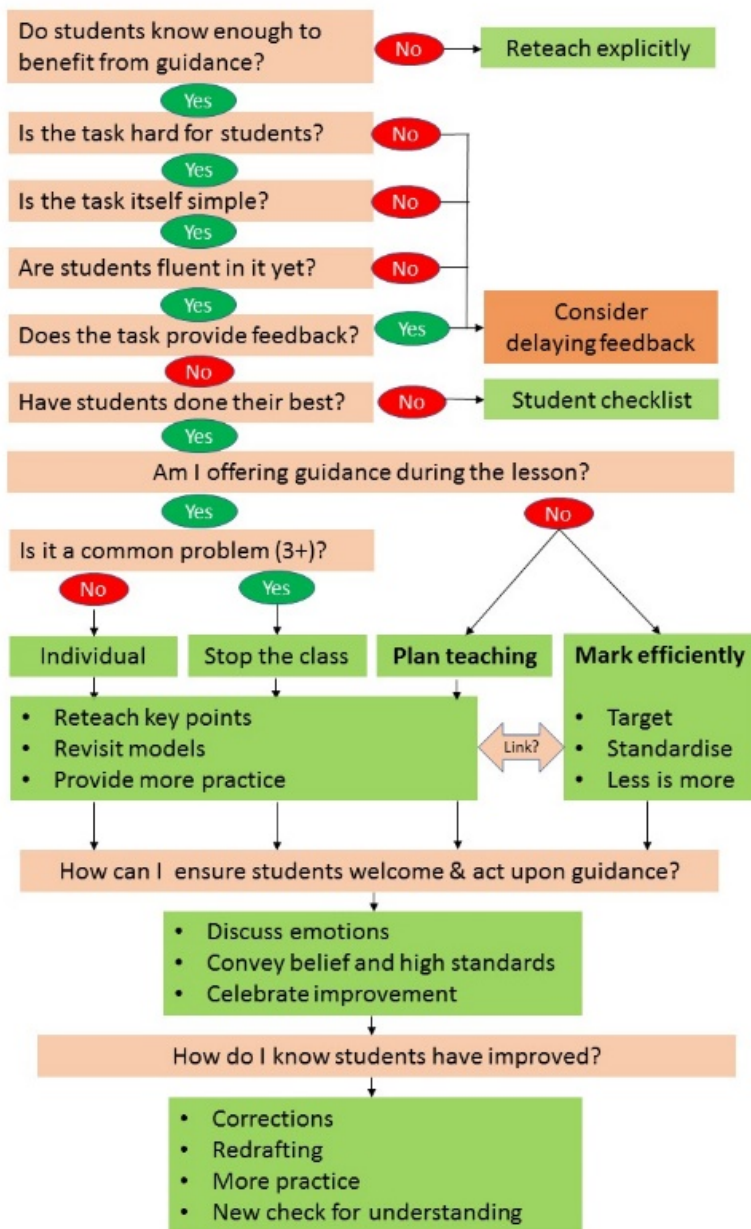 Do students know enough to
benefit from guidance?
No
Reteach explicitly
Yes
Is the task hard for students?
No
Yes
Is the task itself simple?
No
Yes
Are students fluent in it yet?
No
Yes
Does the task provide feedback?
Yes
Consider
delaying feedback
No
Have students done their best?
No
Student checklist
Yes
Am I offering guidance during the lesson?
Yes
No
Is it a common problem (3+)?
No
Yes
Individual
Stop the class
Plan teaching
Mark efficiently
• Target
• Standardise
• Less is more
• Reteach key points
• Revisit models
• Provide more practice
Link?
How can I ensure students welcome & act upon guidance?
• Discuss emotions
• Convey belief and high standards
• Celebrate improvement
How do I know students have improved?
• Corrections
• Redrafting
• More practice
• New check for understanding